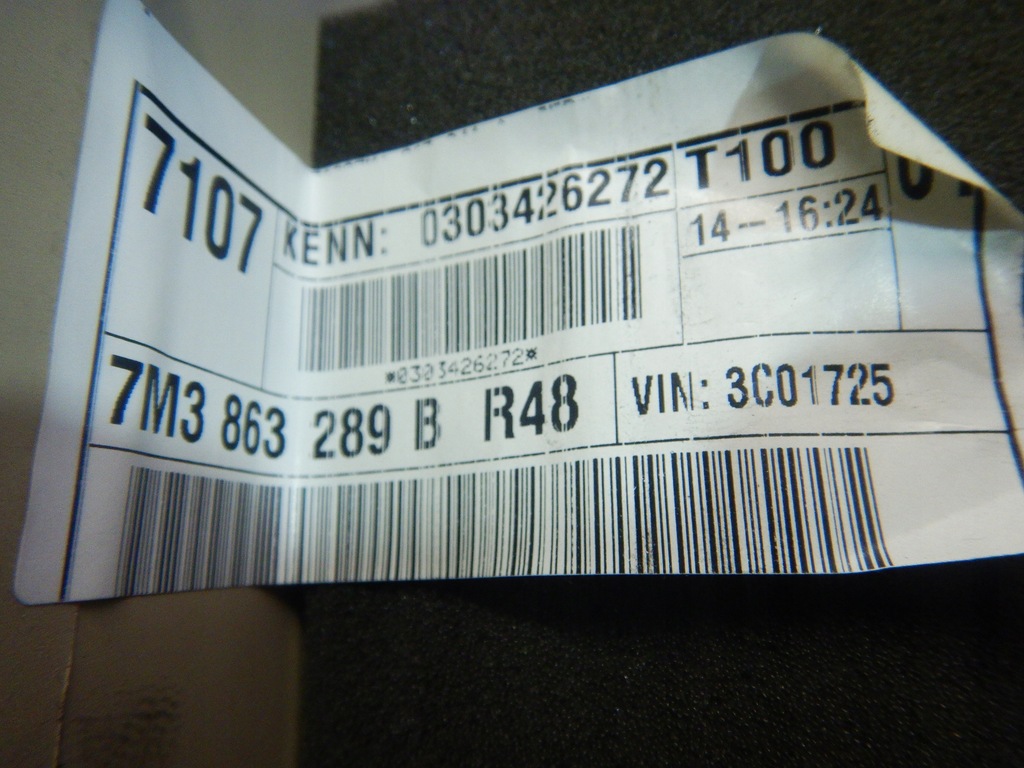 7107
KENN: 0303426272
T100
14-16:24
*0303426272*
7M3 863 289 B R48
VIN: 3C01725